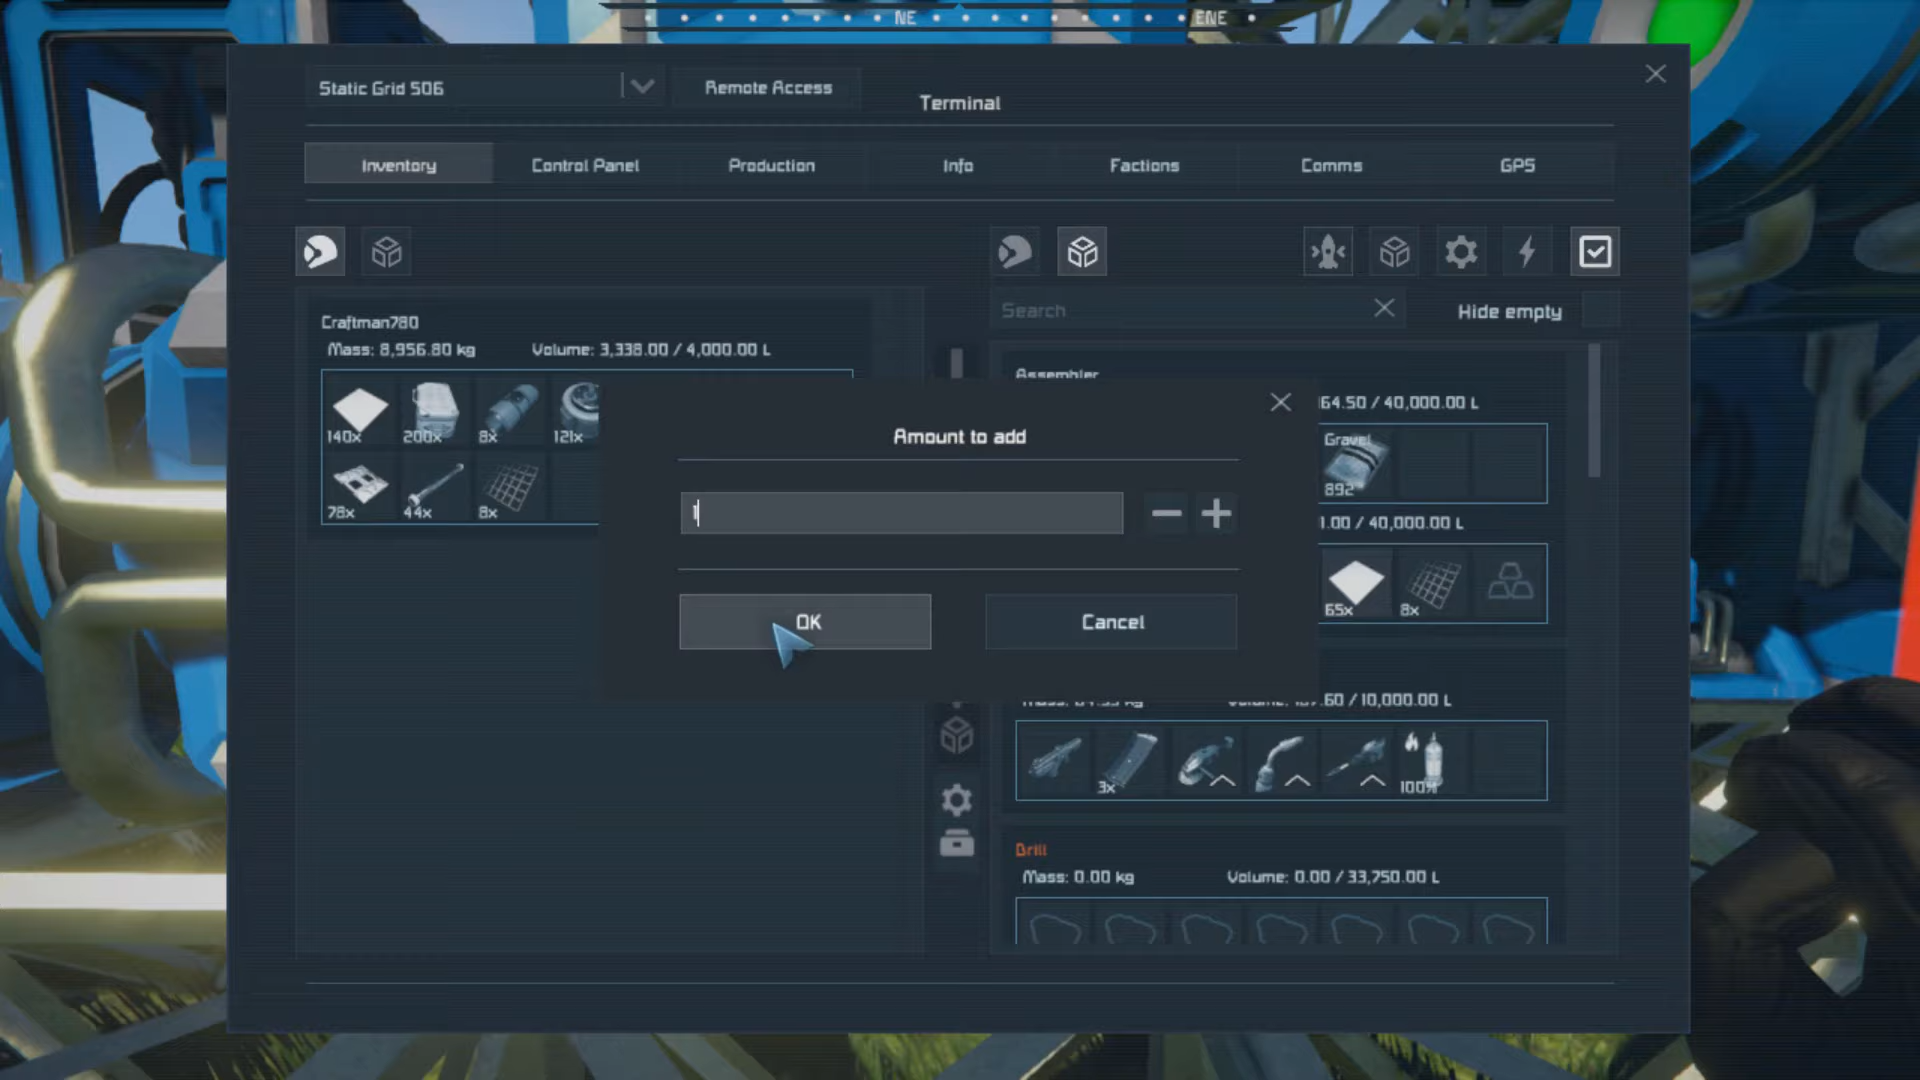 NE
ENE
Static Grid 506
Remote Access
Terminal
Inventory
Control Panel
Production
Info
Factions
Comms
GPS
Search
Hide empty
Craftman780
Mass: 8,956.80 kg
Volume: 3,338.00 / 4,000.00 L
140x
200x
8x
121x
78x
44x
8x
Amount to add
1
OK
Cancel
Assembler
64.50 / 40,000.00 L
Gravel
892
1.00 / 40,000.00 L
65x
8x
.60 / 10,000.00 L
3x
100%
Drill
Mass: 0.00 kg
Volume: 0.00 / 33,750.00 L